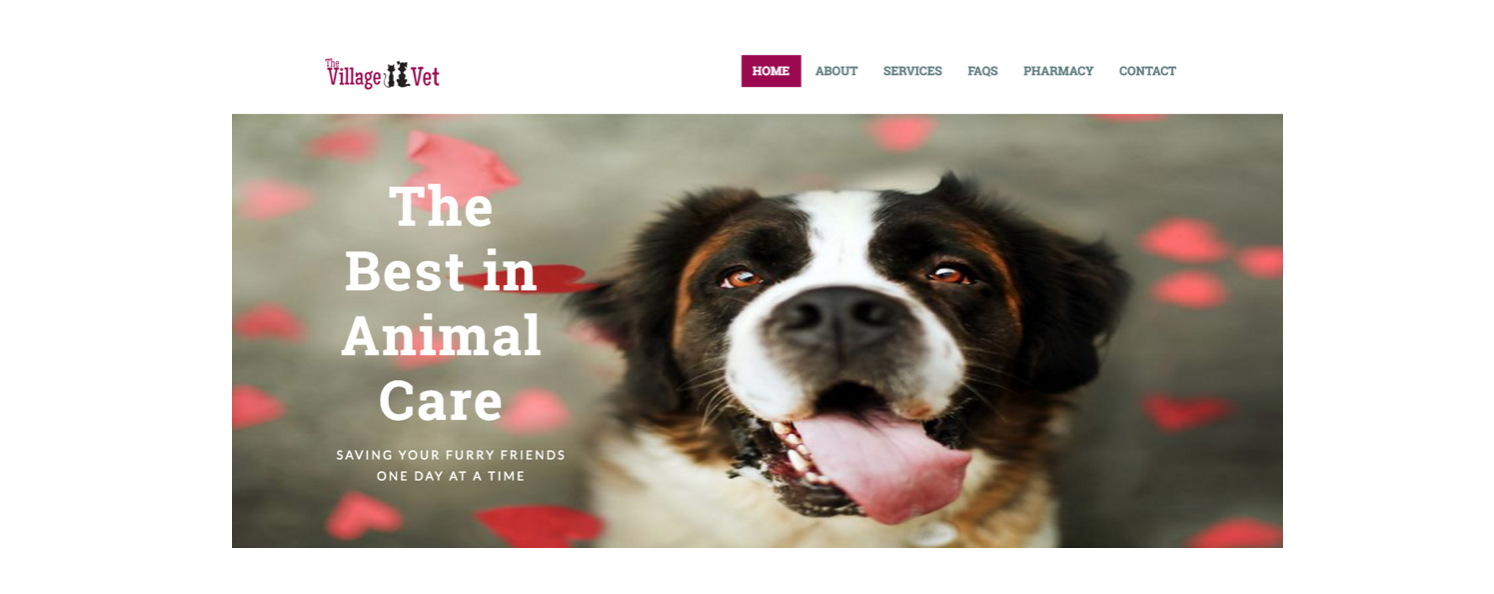 The
Village Vet
HOME ABOUT SERVICES FAQS PHARMACY CONTACT
The
Best in
Animal
Care
SAVING YOUR FURRY FRIENDS
ONE DAY AT A TIME